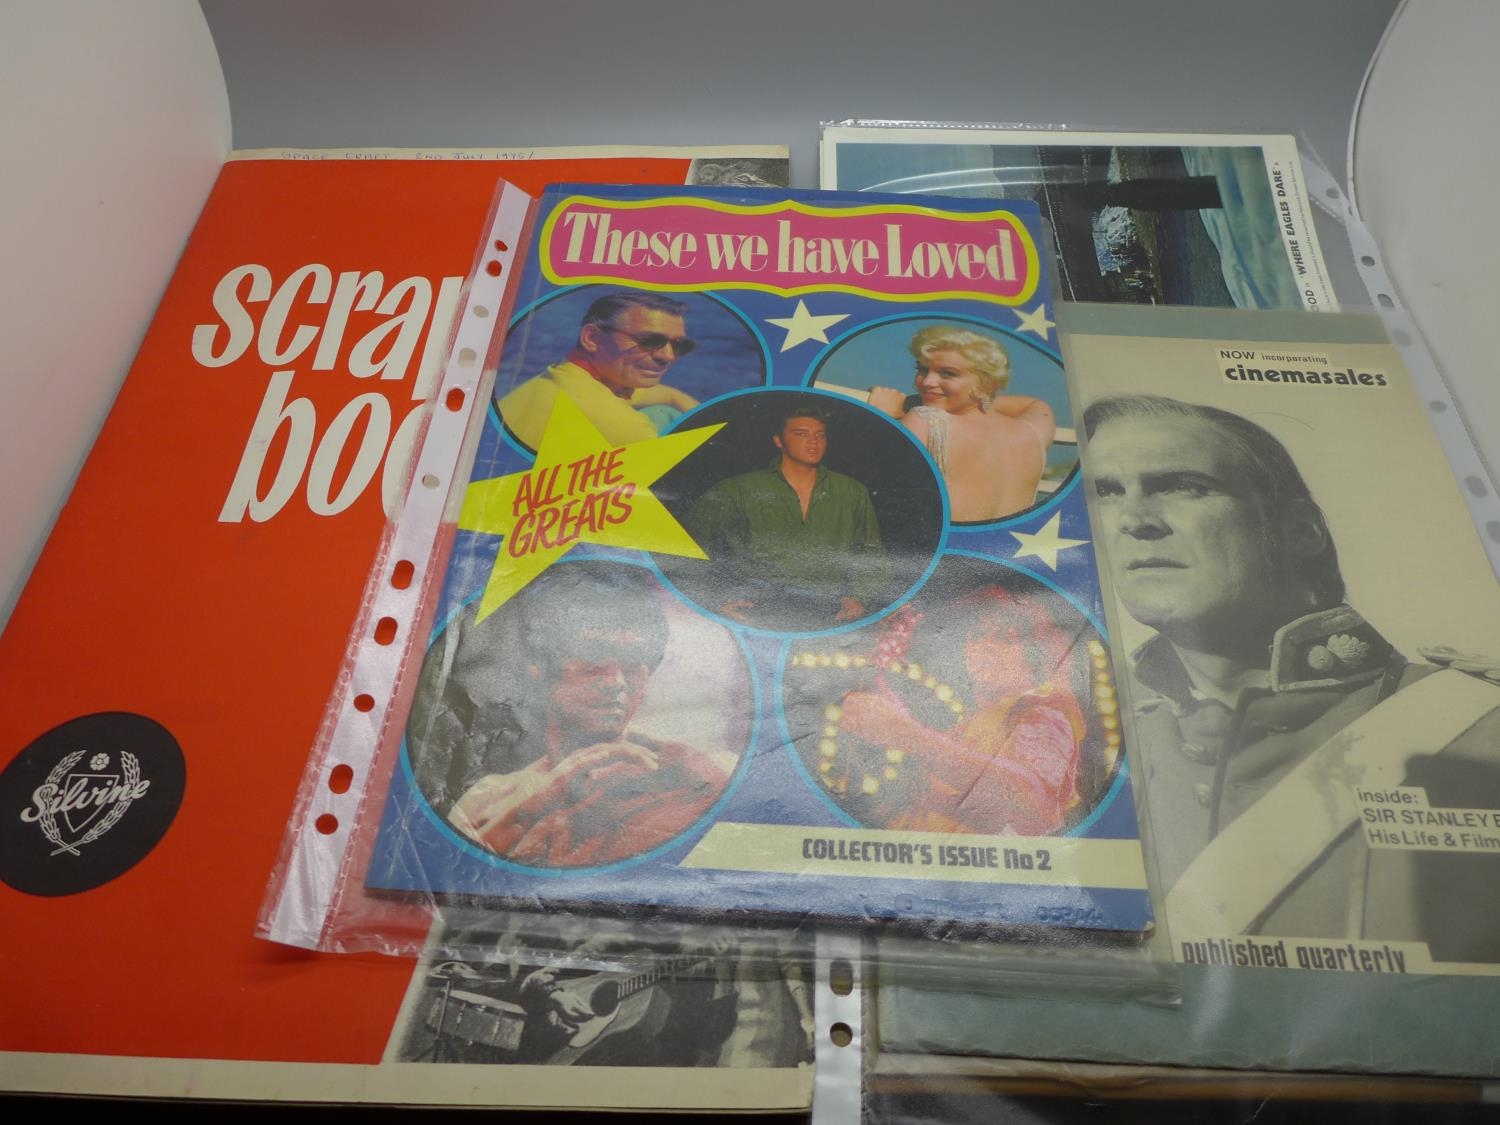 SPACE CRAFT 2ND JULY 1975/
scrap
book
Silvine
These we have Loved
ALL THE
GREATS
COLLECTOR'S ISSUE No 2
WHERE EAGLES DARE"
NOW incorporating
cinemasales
inside:
SIR STANLEY
His Life & Film
published quarterly